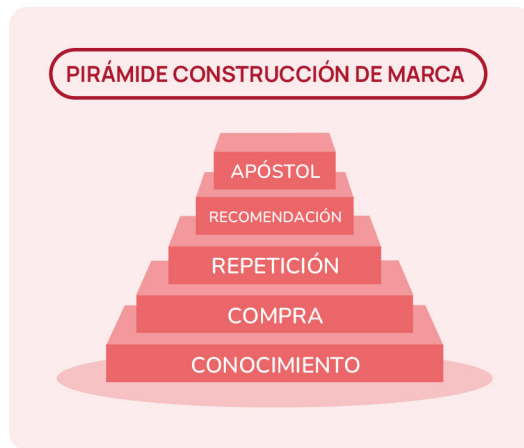 PIRÁMIDE CONSTRUCCIÓN DE MARCA
APÓSTOL
RECOMENDACIÓN
REPETICIÓN
COMPRA
CONOCIMIENTO